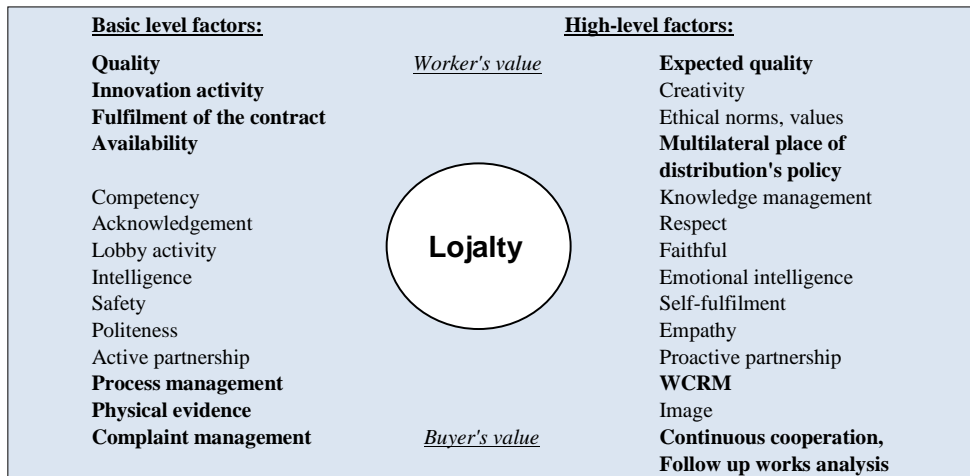 Basic level factors: High-level factors:
Quality Worker's value Expected quality
Innovation activity Creativity
Fulfilment of the contract Ethical norms, values
Availability Multilateral place of
distribution's policy
Competency Knowledge management
Acknowledgement Respect
Lobby activity Faithful
Lojalty
Intelligence Emotional intelligence
Safety Self-fulfilment
Politeness Empathy
Active partnership Proactive partnership
Process management WCRM
Physical evidence Image
Complaint management Buyer's value Continuous cooperation,
Follow up works analysis